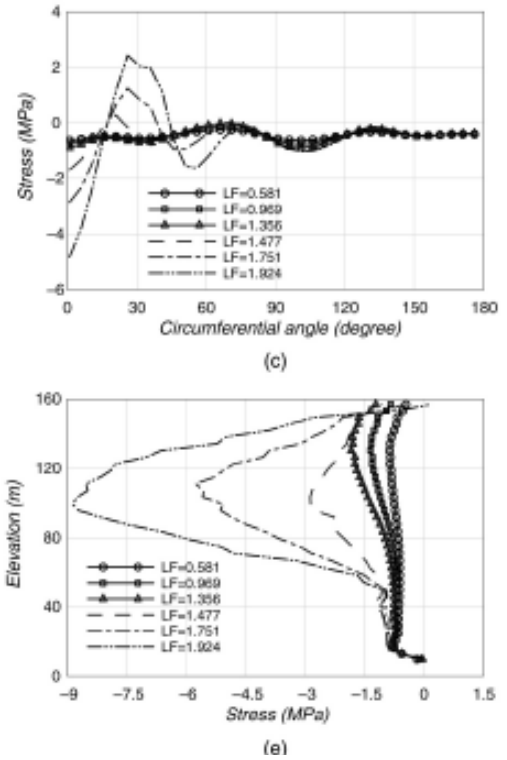 4
2
0
−2
−4
−6
Stress (MPa)
LF=0.581
LF=0.969
LF=1.356
LF=1.477
LF=1.751
LF=1.924
0 30 60 90 120 150 180
Circumferential angle (degree)
(c)
160
120
80
40
0
Elevation (m)
LF=0.581
LF=0.969
LF=1.356
LF=1.477
LF=1.751
LF=1.924
−9 −7.5 −6 −4.5 −3 −1.5 0 1.5
Stress (MPa)
(e)